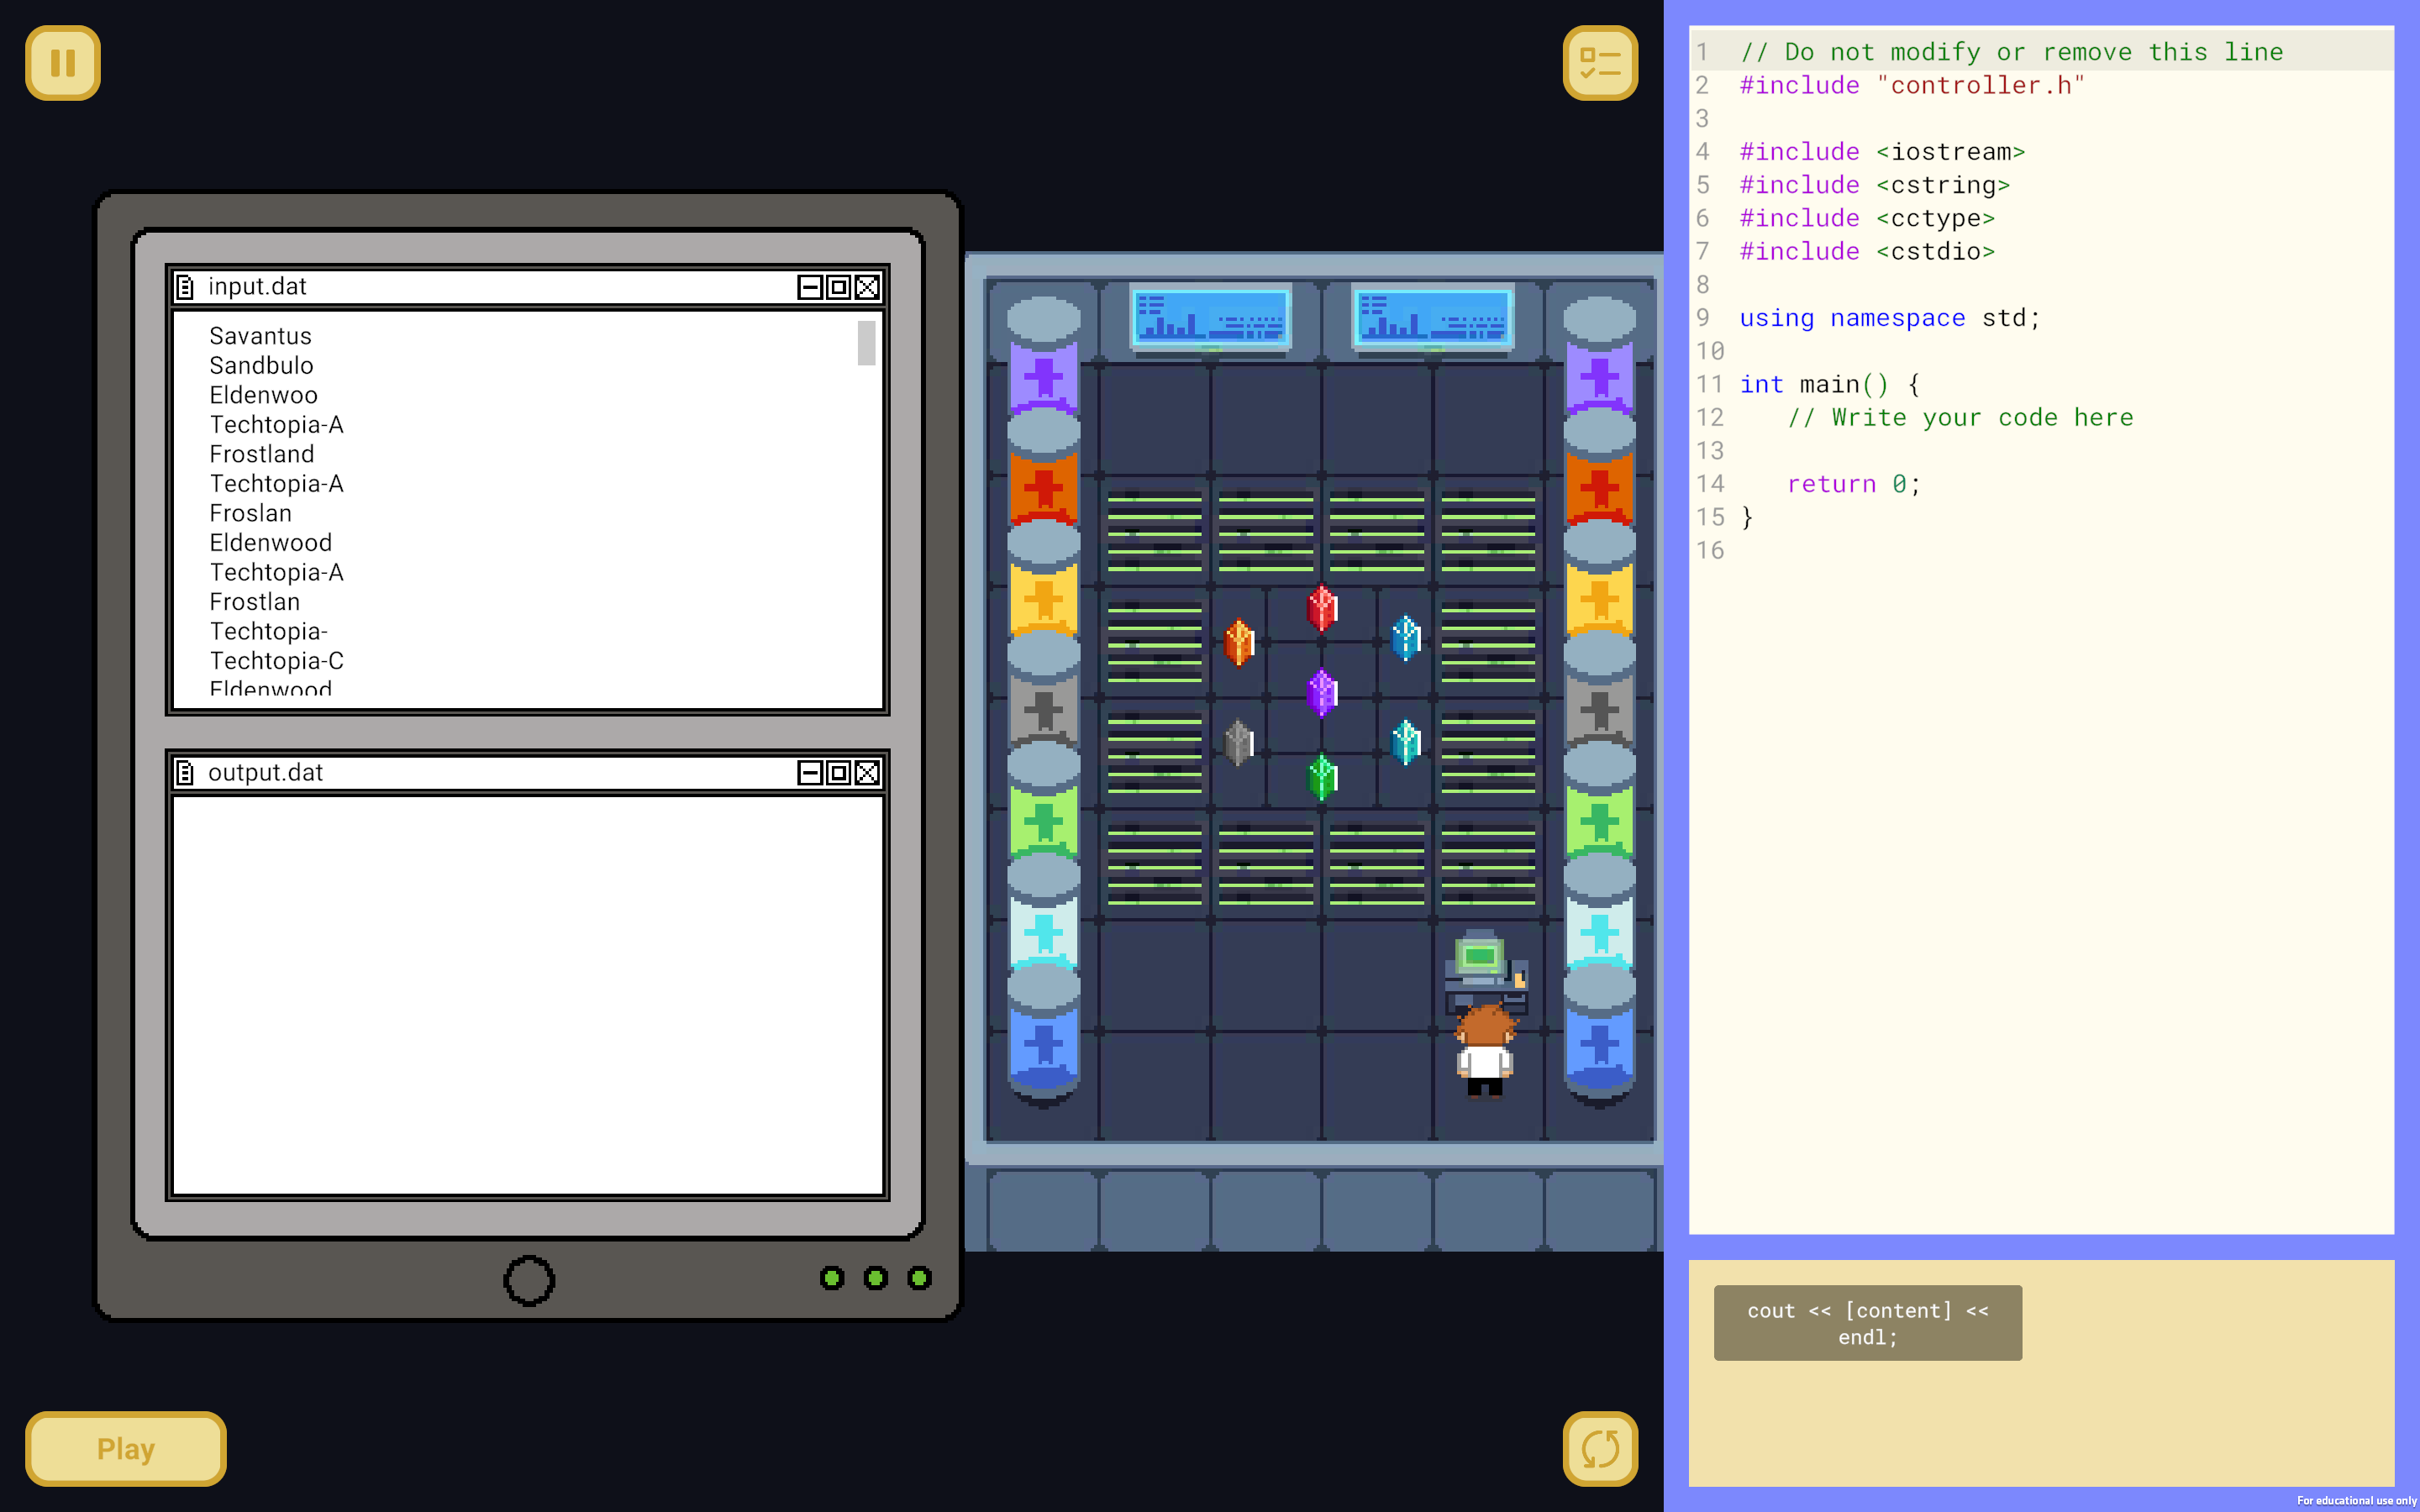 input.dat
Savantus
Sandbulo
Eldenwoo
Techtopia-A
Frostland
Techtopia-A
Froslan
Eldenwood
Techtopia-A
Frostlan
Techtopia-
Techtopia-C
Eldenwood
output.dat
Play
1 // Do not modify or remove this line
2 #include "controller.h"
3
4 #include <iostream>
5 #include <cstring>
6 #include <cctype>
7 #include <cstdio>
8
9 using namespace std;
10
11 int main() {
12 // Write your code here
13
14 return 0;
15 }
16
cout << [content] <<
endl;
For educational use only